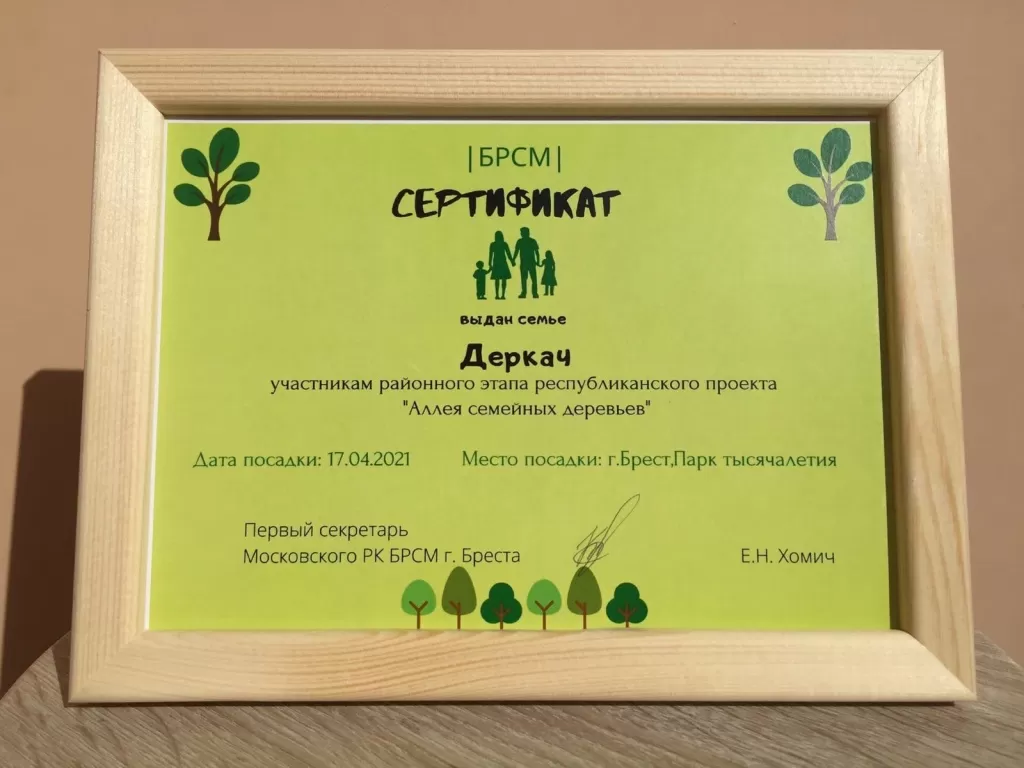 |БРСМ|
СЕРТИФИКАТ
выдан семье
Деркач
участникам районного этапа республиканского проекта
"Аллея семейных деревьев"
Дата посадки: 17.04.2021 Место посадки: г.Брест,Парк тысячалетия
Первый секретарь
Московского РК БРСМ г. Бреста Е.Н. Хомич